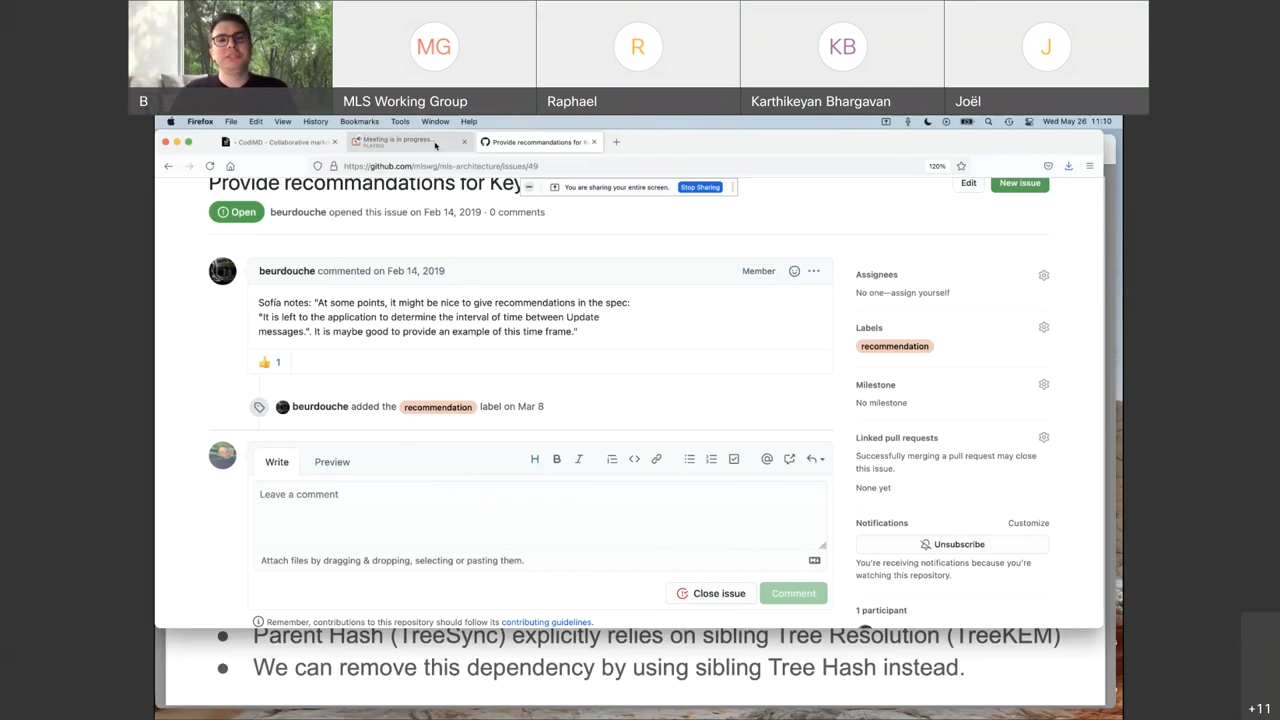 MG
R
KB
J
B
MLS Working Group
Raphael
Karthikeyan Bhargavan
Joël
Firefox File Edit View History Bookmarks Tools Window Help
Wed May 26 11:10
- CodiMD - Collaborative mark
Meeting is in progress...
PLAYING
Provide recommandations for K
https://github.com/mlswg/mls-architecture/issues/49
120%
Provide recommandations for Key
You are sharing your entire screen.
Stop Sharing
Edit
New issue
Open
beurdouche opened this issue on Feb 14, 2019 · 0 comments
beurdouche commented on Feb 14, 2019
Member
Sofía notes: "At some points, it might be nice to give recommendations in the spec:
"It is left to the application to determine the interval of time between Update
messages.". It is maybe good to provide an example of this time frame."
👍 1
beurdouche added the recommendation label on Mar 8
Write
Preview
Leave a comment
Attach files by dragging & dropping, selecting or pasting them.
Close issue
Comment
Remember, contributions to this repository should follow its contributing guidelines.
Assignees
No one—assign yourself
Labels
recommendation
Milestone
No milestone
Linked pull requests
Successfully merging a pull request may close
this issue.
None yet
Notifications
Customize
Unsubscribe
You're receiving notifications because you're
watching this repository.
1 participant
• Parent Hash (TreeSync) explicitly relies on sibling Tree Resolution (TreeKEM)
• We can remove this dependency by using sibling Tree Hash instead.
+11